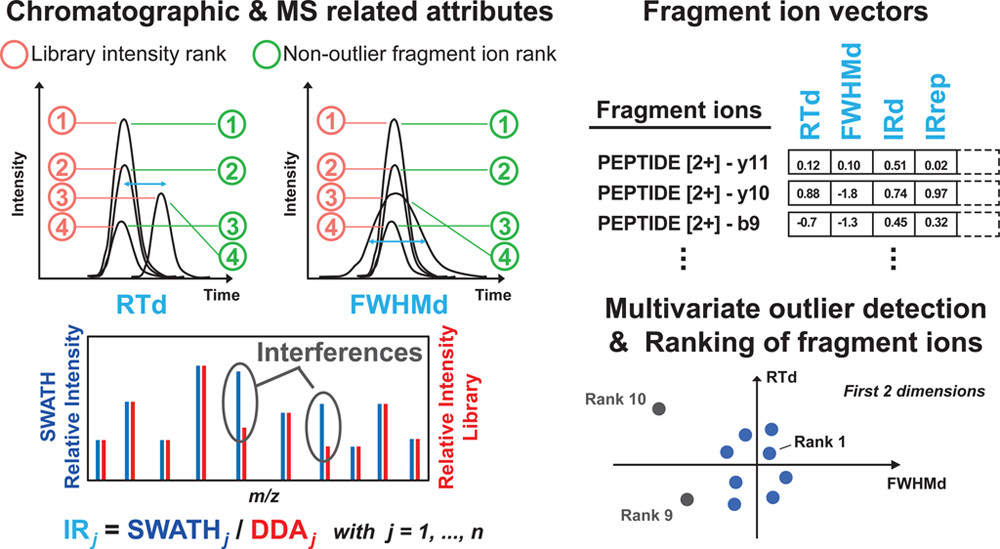 Chromatographic & MS related attributes
Library intensity rank
Non-outlier fragment ion rank
Intensity
1
2
3
4
1
2
3
4
Time
RTd
Intensity
1
2
3
4
1
2
3
4
Time
FWHMd
SWATH
Relative Intensity
Interferences
Relative Intensity
Library
m/z
IRj = SWATHj / DDAj with j = 1, ..., n
Fragment ion vectors
Fragment ions RTd FWHMd IRd IRrep
PEPTIDE [2+] - y11 0.12 0.10 0.51 0.02
PEPTIDE [2+] - y10 0.88 -1.8 0.74 0.97
PEPTIDE [2+] - b9 -0.7 -1.3 0.45 0.32
⋮ ⋮
Multivariate outlier detection
& Ranking of fragment ions
RTd
First 2 dimensions
Rank 10
Rank 1
FWHMd
Rank 9